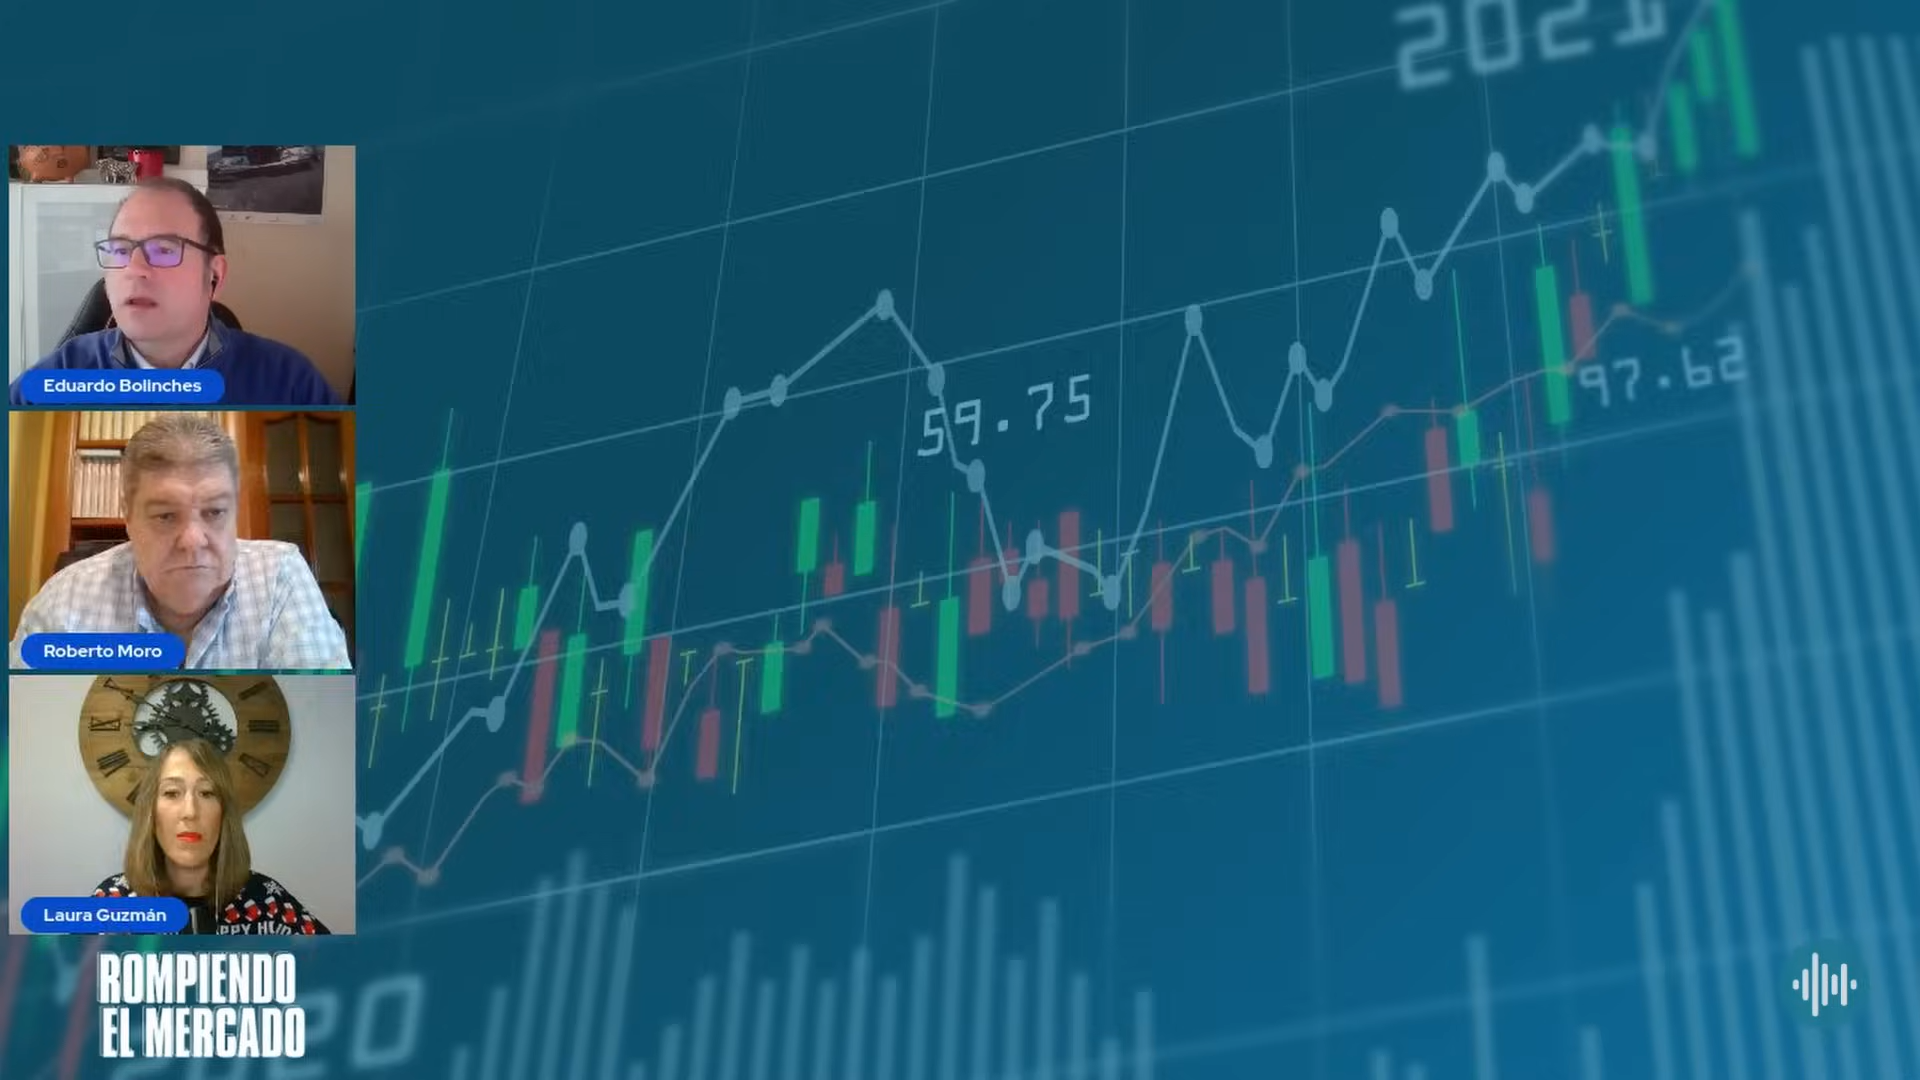 2021
59.75
97.62
Eduardo Bolinches
Roberto Moro
Laura Guzmán
ROMPIENDO
EL MERCADO